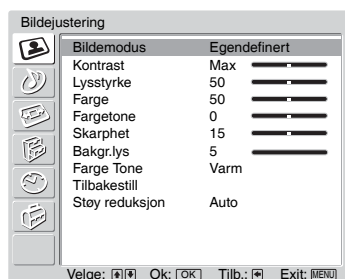 Bildejustering
Bildemodus Egendefinert
Kontrast Max
Lysstyrke 50
Farge 50
Fargetone 0
Skarphet 15
Bakgr.lys 5
Farge Tone Varm
Tilbakestill
Støy reduksjon Auto
Velge: Ok: OK Tilb.: Exit: MENU